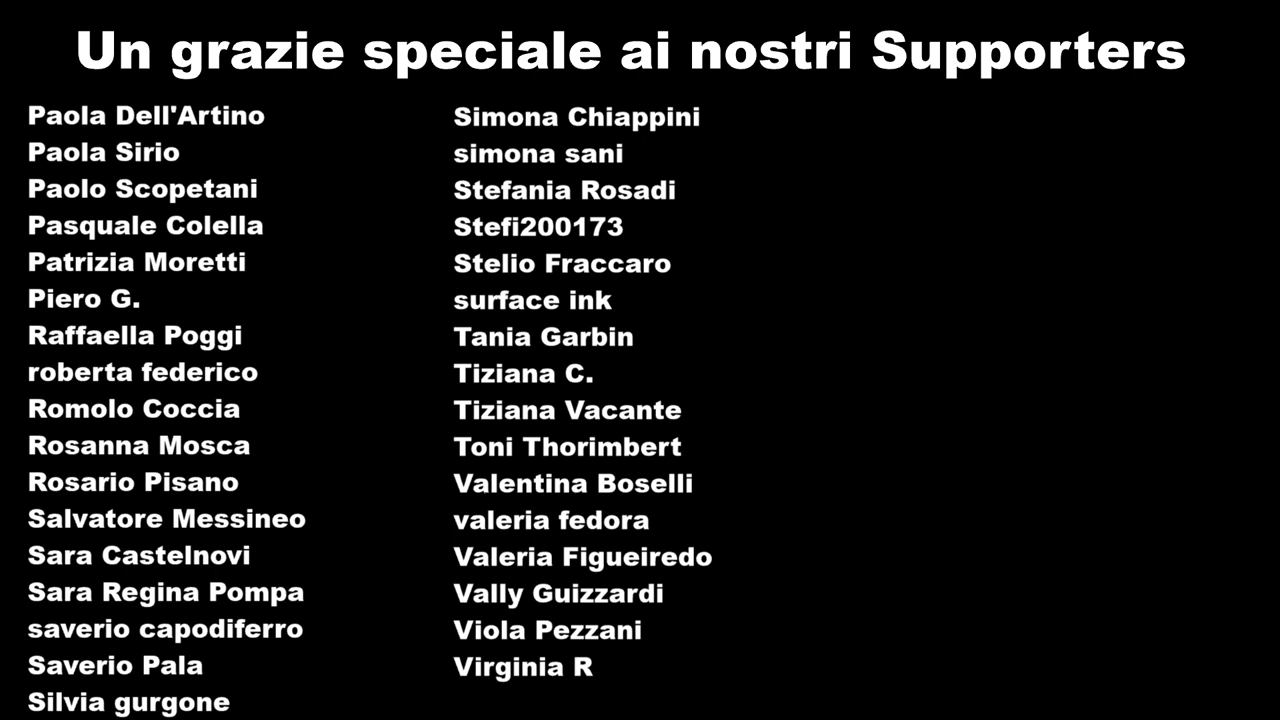 Un grazie speciale ai nostri Supporters
Paola Dell'Artino
Paola Sirio
Paolo Scopetani
Pasquale Colella
Patrizia Moretti
Piero G.
Raffaella Poggi
roberta federico
Romolo Coccia
Rosanna Mosca
Rosario Pisano
Salvatore Messineo
Sara Castelnovi
Sara Regina Pompa
saverio capodiferro
Saverio Pala
Silvia gurgone
Simona Chiappini
simona sani
Stefania Rosadi
Stefi200173
Stelio Fraccaro
surface ink
Tania Garbin
Tiziana C.
Tiziana Vacante
Toni Thorimbert
Valentina Boselli
valeria fedora
Valeria Figueiredo
Vally Guizzardi
Viola Pezzani
Virginia R